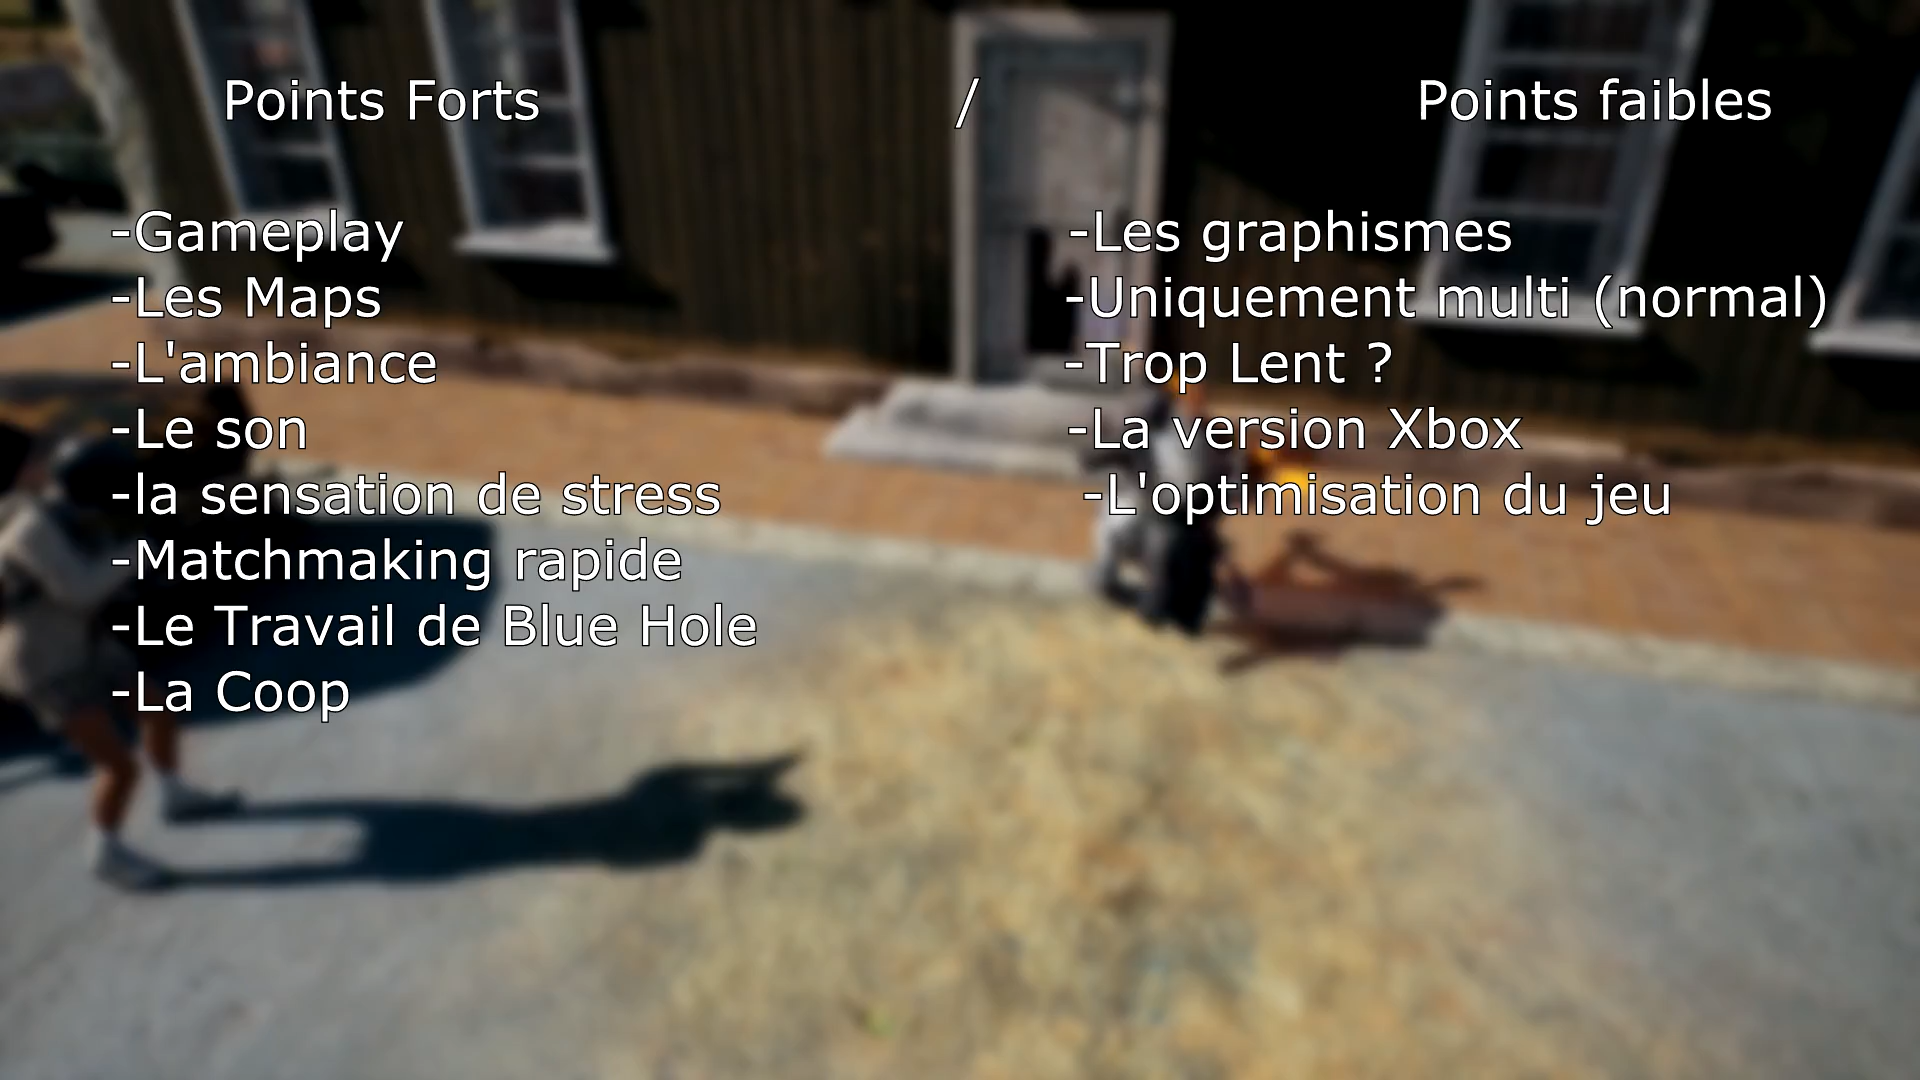 Points Forts / Points faibles
-Gameplay
-Les Maps
-L'ambiance
-Le son
-la sensation de stress
-Matchmaking rapide
-Le Travail de Blue Hole
-La Coop
-Les graphismes
-Uniquement multi (normal)
-Trop Lent ?
-La version Xbox
-L'optimisation du jeu